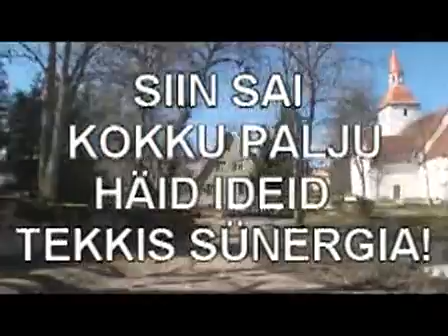 SIIN SAI
KOKKU PALJU
HÄID IDEID
TEKKIS SÜNERGIA!